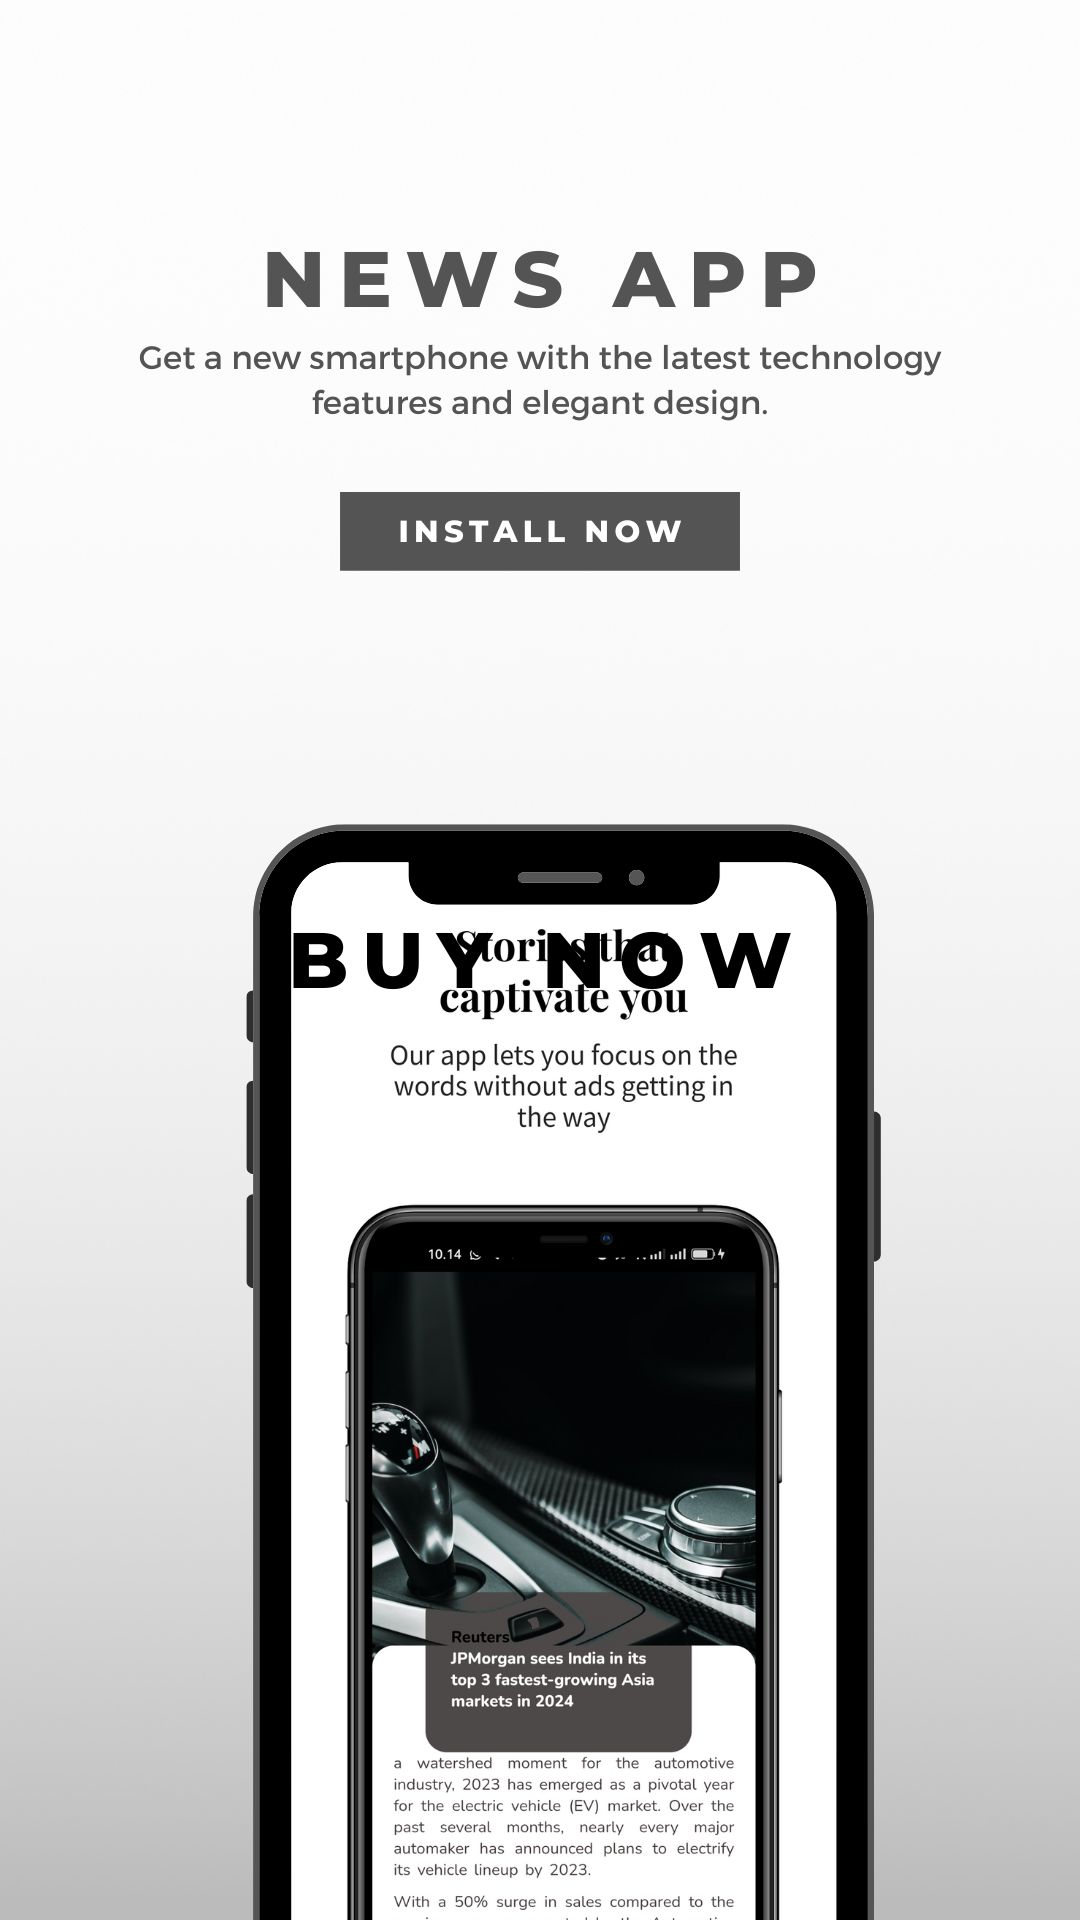 NEWS APP
Get a new smartphone with the latest technology
features and elegant design.
INSTALL NOW
BUY NOW
Stories that
captivate you
Our app lets you focus on the
words without ads getting in
the way
10.14
Reuters
JPMorgan sees India in its
top 3 fastest-growing Asia
markets in 2024
a watershed moment for the automotive
industry, 2023 has emerged as a pivotal year
for the electric vehicle (EV) market. Over the
past several months, nearly every major
automaker has announced plans to electrify
its vehicle lineup by 2023.
With a 50% surge in sales compared to the